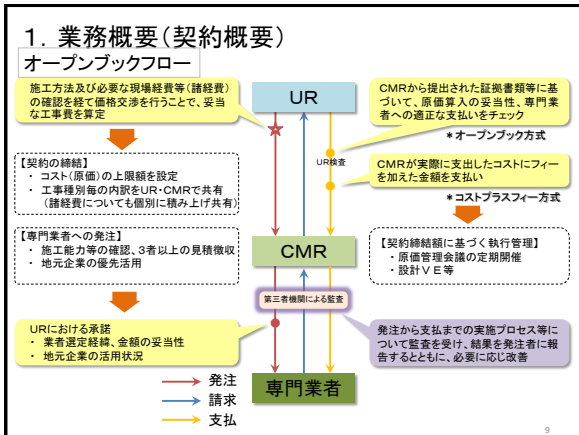 1. 業務概要(契約概要)
オープンブックフロー
施工方法及び必要な現場経費等(諸経費)
の確認を経て価格交渉を行うことで、妥当
な工事費を算定
UR
CMRから提出された証拠書類等に基
づいて、原価算入の妥当性、専門業
者への適正な支払いをチェック
*オープンブック方式
UR検査
CMRが実際に支出したコストにフィー
を加えた金額を支払い
*コストプラスフィー方式
【契約の締結】
・ コスト(原価)の上限額を設定
・ 工事種別毎の内訳をUR・CMRで共有
(諸経費についても個別に積み上げ共有)
【専門業者への発注】
・ 施工能力等の確認、3者以上の見積徴収
・ 地元企業の優先活用
CMR
【契約締結額に基づく執行管理】
・ 原価管理会議の定期開催
・ 設計VE等
第三者機関による監査
URにおける承諾
・ 業者選定経緯、金額の妥当性
・ 地元企業の活用状況
発注から支払までの実施プロセス等に
ついて監査を受け、結果を発注者に報
告するとともに、必要に応じ改善
専門業者
発注
請求
支払
9